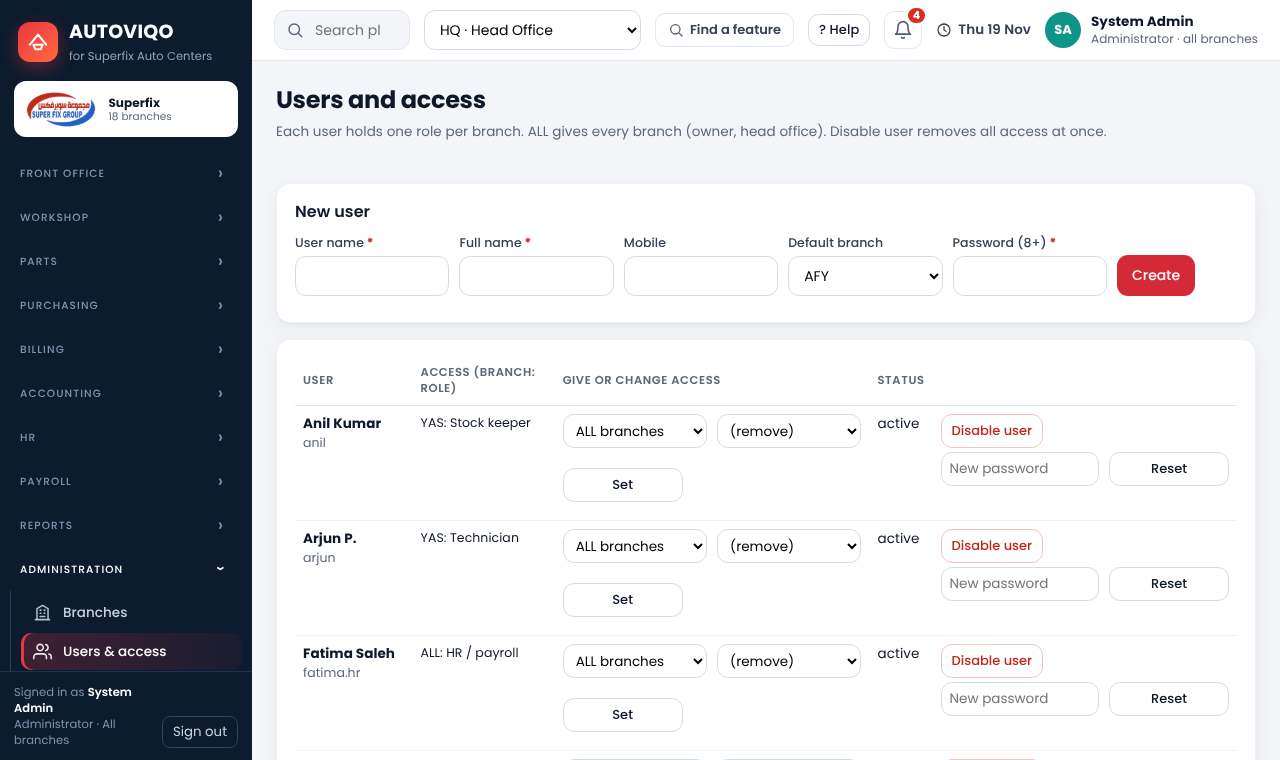 AUTOVIQO
for Superfix Auto Centers
مجموعة سوبر فكس
SUPER FIX GROUP
Superfix
18 branches
FRONT OFFICE
WORKSHOP
PARTS
PURCHASING
BILLING
ACCOUNTING
HR
PAYROLL
REPORTS
ADMINISTRATION
Branches
Users & access
Signed in as System Admin
Administrator · All branches
Sign out
Search pl
HQ · Head Office
Find a feature
? Help
4
Thu 19 Nov
SA
System Admin
Administrator · all branches
Users and access
Each user holds one role per branch. ALL gives every branch (owner, head office). Disable user removes all access at once.
New user
User name *
Full name *
Mobile
Default branch
Password (8+) *
AFY
Create
USER
ACCESS (BRANCH: ROLE)
GIVE OR CHANGE ACCESS
STATUS
Anil Kumar
anil
YAS: Stock keeper
ALL branches
(remove)
Set
active
Disable user
New password
Reset
Arjun P.
arjun
YAS: Technician
ALL branches
(remove)
Set
active
Disable user
New password
Reset
Fatima Saleh
fatima.hr
ALL: HR / payroll
ALL branches
(remove)
Set
active
Disable user
New password
Reset